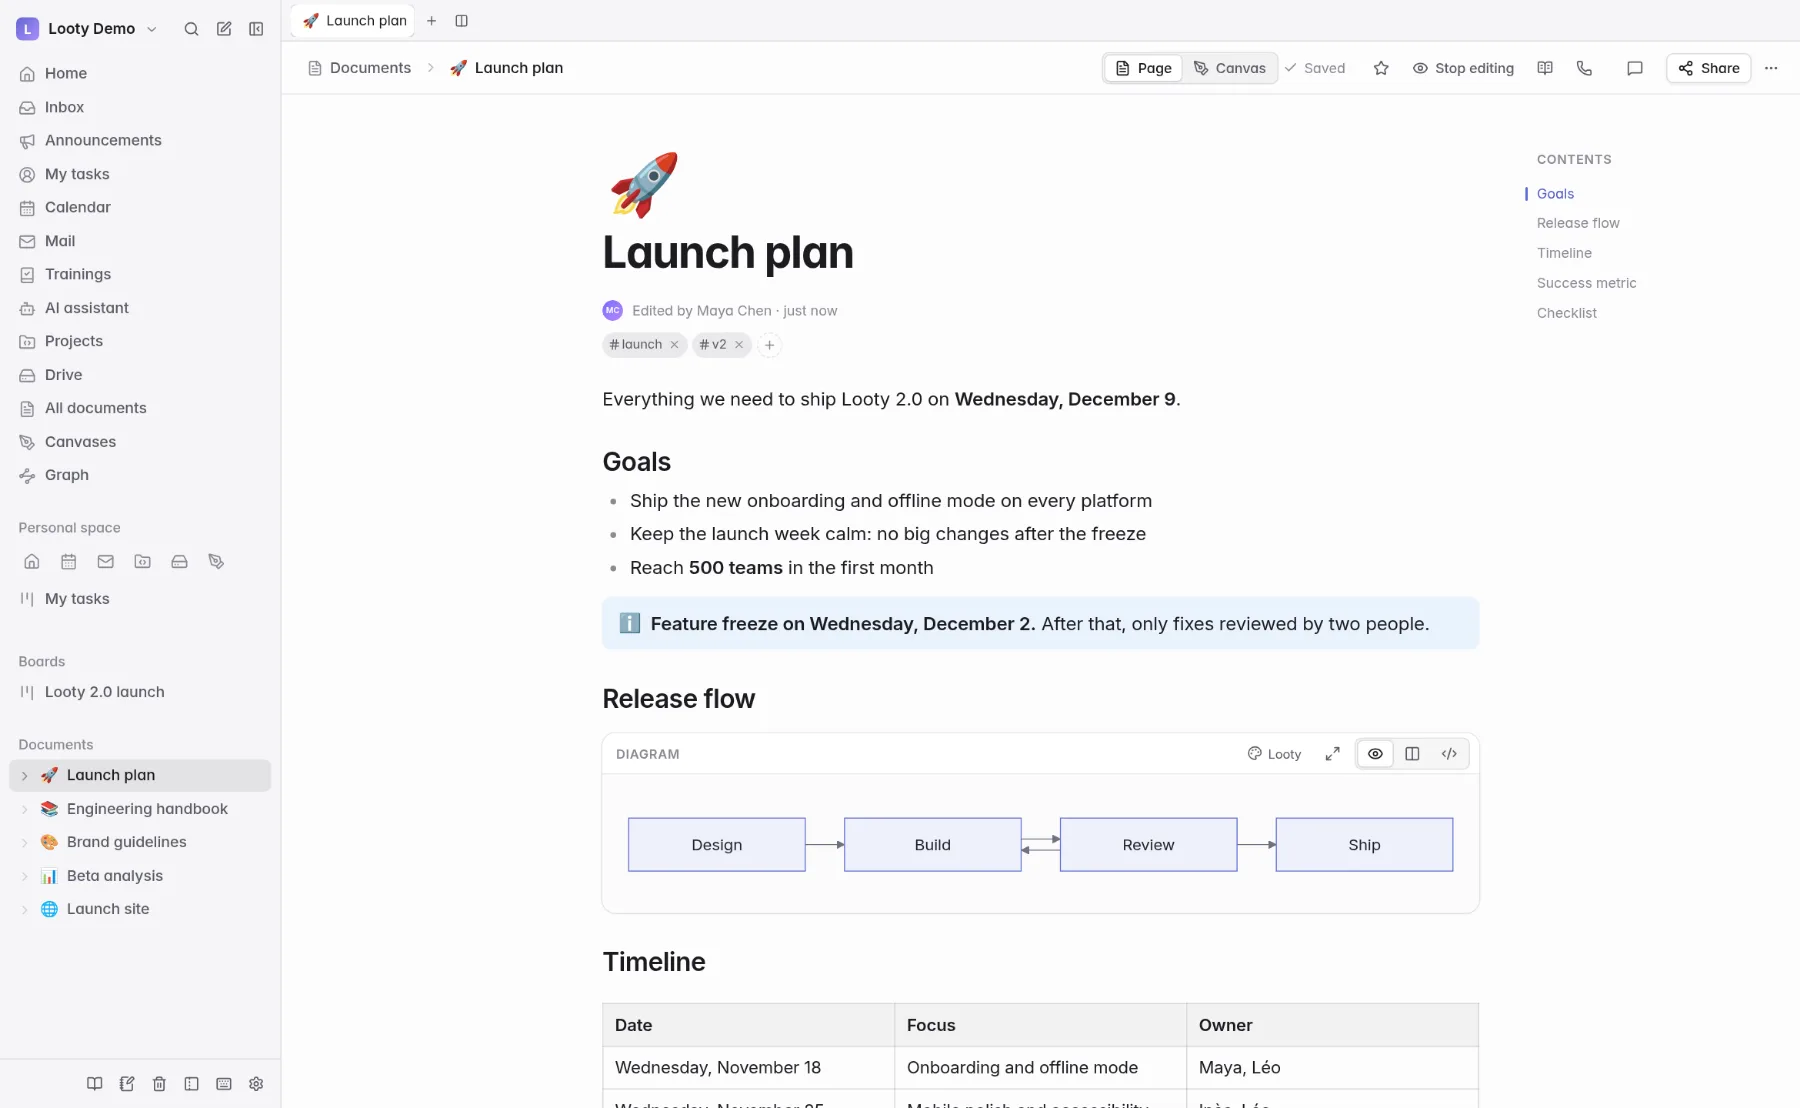 L Looty Demo
Home
Inbox
Announcements
My tasks
Calendar
Mail
Trainings
AI assistant
Projects
Drive
All documents
Canvases
Graph
Personal space
My tasks
Boards
Looty 2.0 launch
Documents
🚀 Launch plan
📚 Engineering handbook
🎨 Brand guidelines
📊 Beta analysis
🌐 Launch site
🚀 Launch plan
Documents 🚀 Launch plan
Page Canvas Saved Stop editing Share
🚀
Launch plan
MC Edited by Maya Chen · just now
# launch # v2
Everything we need to ship Looty 2.0 on Wednesday, December 9.
Goals
• Ship the new onboarding and offline mode on every platform
• Keep the launch week calm: no big changes after the freeze
• Reach 500 teams in the first month
ℹ️ Feature freeze on Wednesday, December 2. After that, only fixes reviewed by two people.
Release flow
DIAGRAM Looty
Design Build Review Ship
Timeline
Date Focus Owner
Wednesday, November 18 Onboarding and offline mode Maya, Léo
CONTENTS
Goals
Release flow
Timeline
Success metric
Checklist